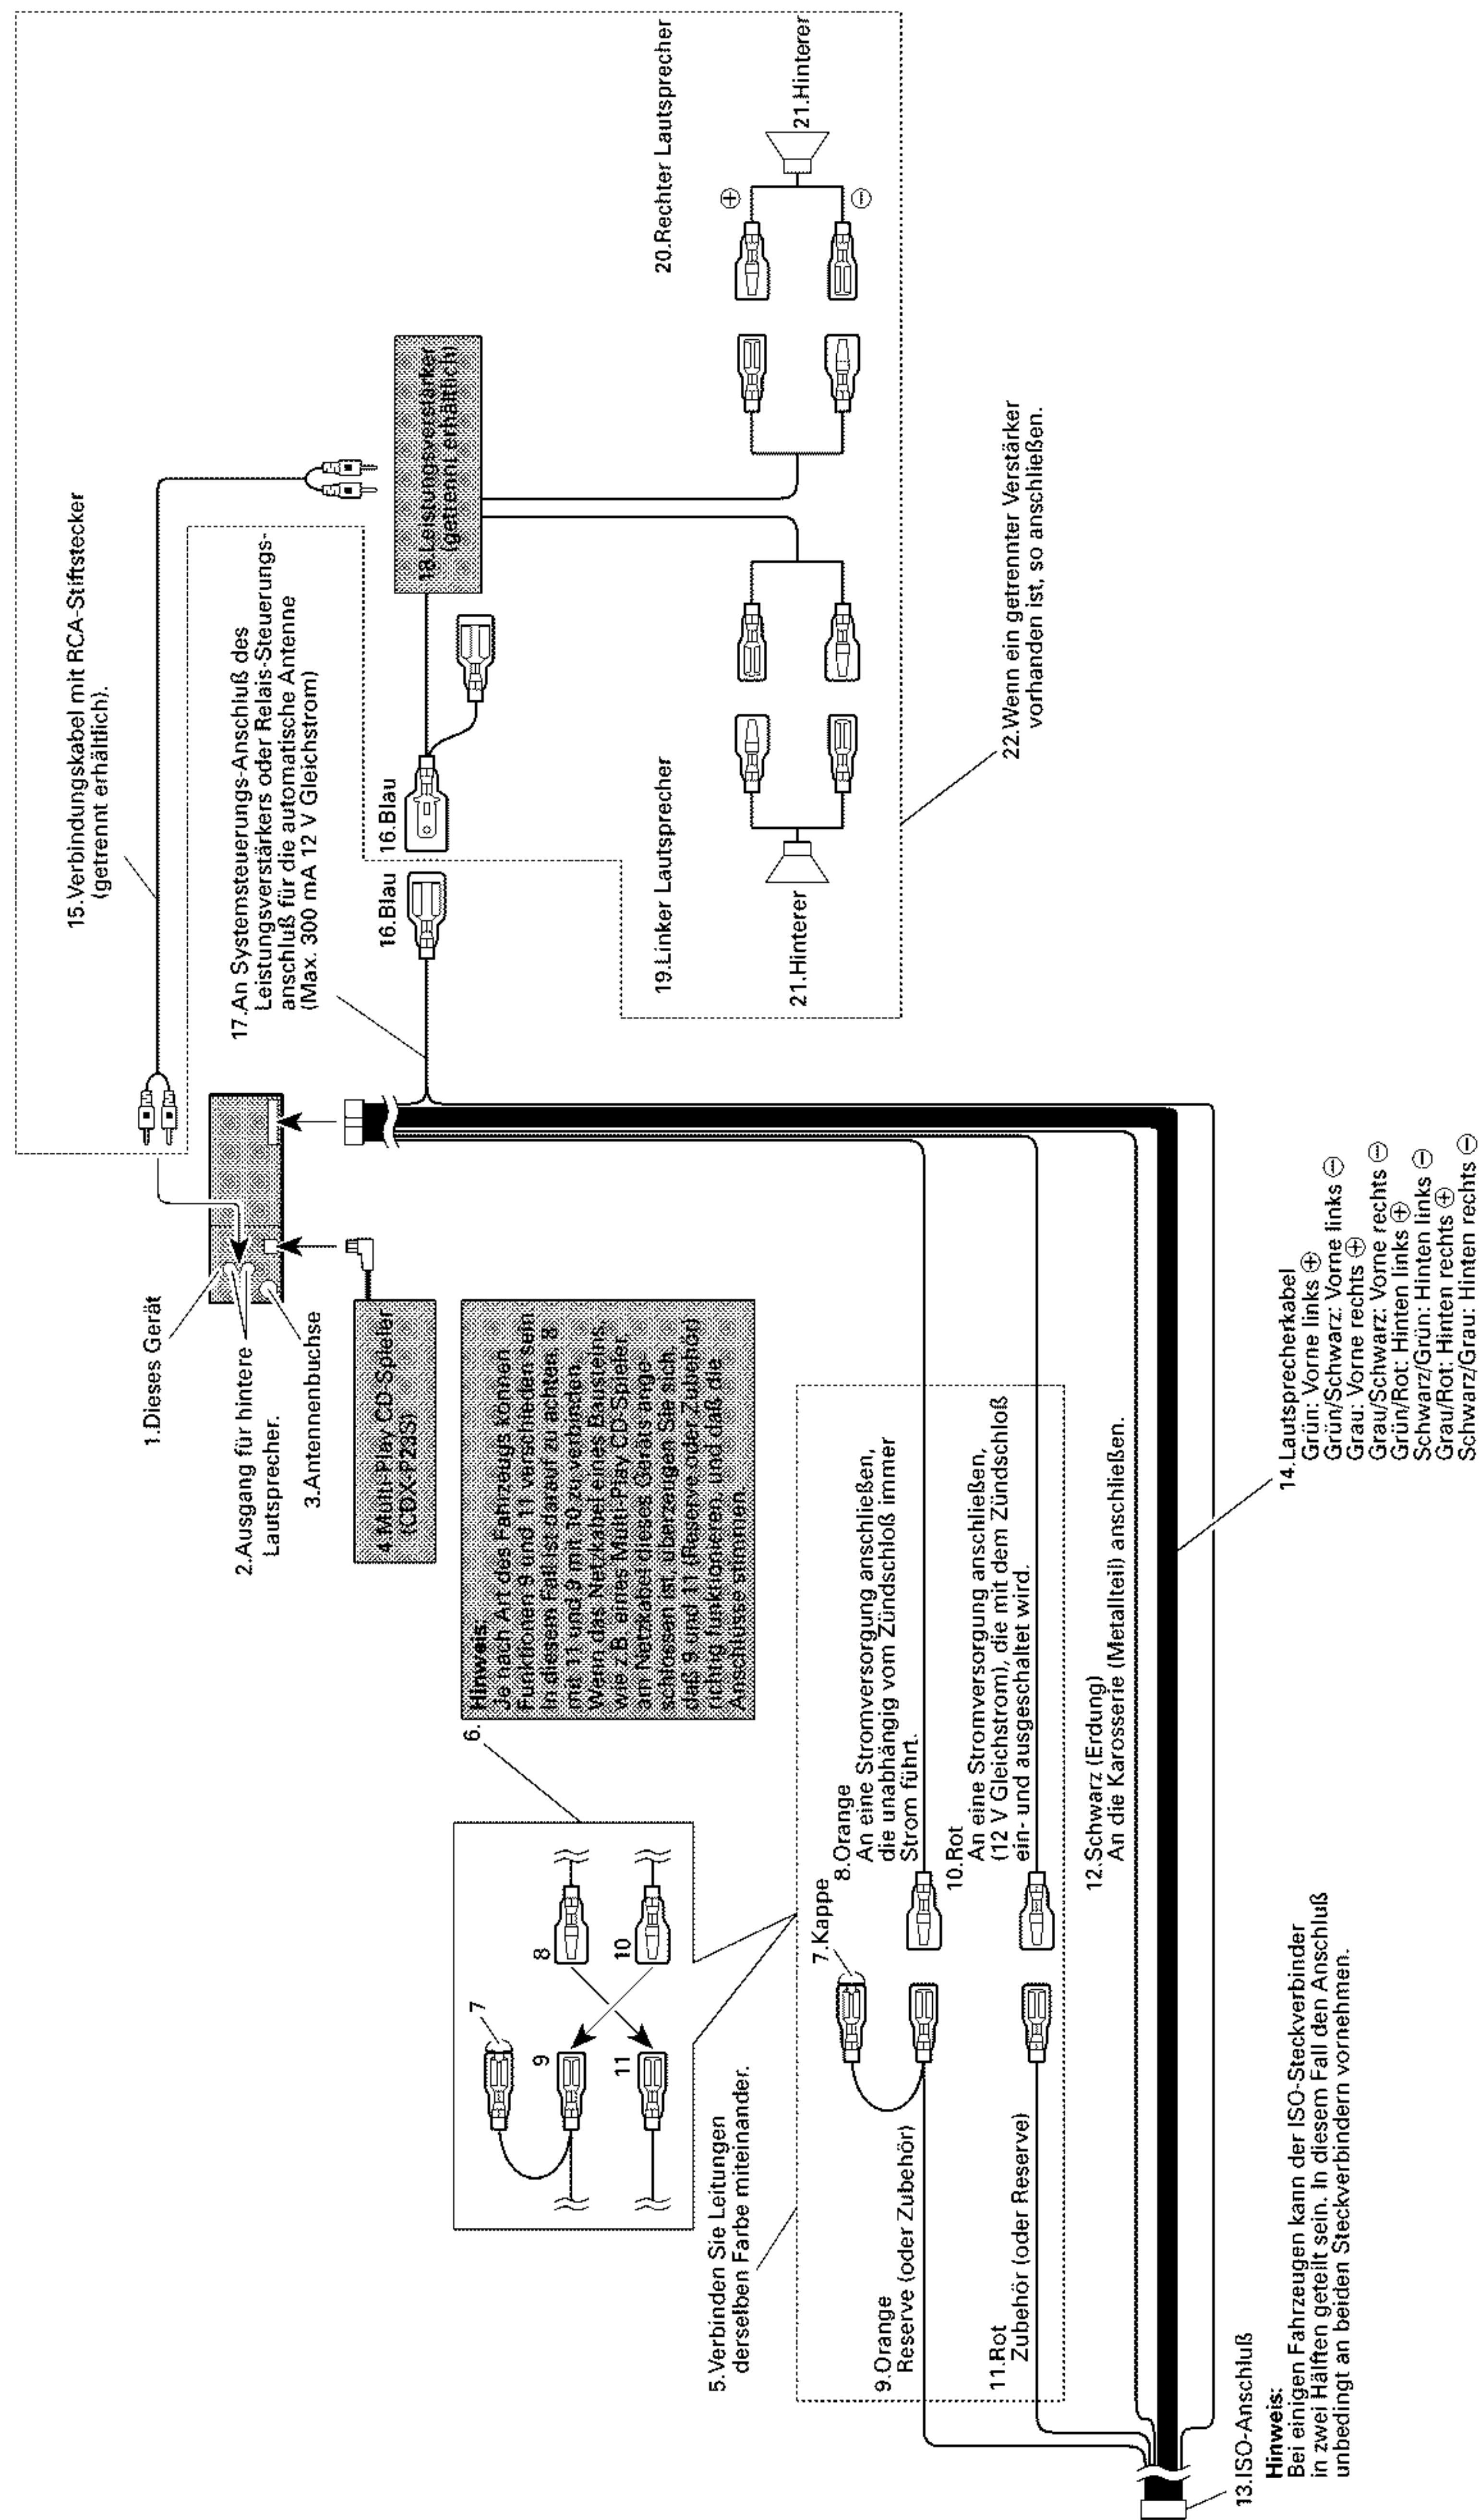 1.Dieses Gerät
2.Ausgang für hintere
Lautsprecher.
3.Antennenbuchse
4.Multi-Play-CD-Spieler
(CDX-P23S)
5.Verbinden Sie Leitungen
derselben Farbe miteinander.
6.
Hinweis:
Je nach Art des Fahrzeugs können
Funktionen 9 und 11 verschieden sein.
In diesem Fall ist darauf zu achten, 8
mit 11 und 9 mit 10 zu verbinden.
Wenn das Netzkabel eines Bausteins,
wie z.B. eines Multi-Play-CD-Spieler,
am Netzkabel dieses Geräts ange-
schlossen ist, überzeugen Sie sich,
daß 9 und 11 (Reserve oder Zubehör)
richtig funktionieren, und daß die
Anschlüsse stimmen.
7
8
9
10
11
7.Kappe
8.Orange
An eine Stromversorgung anschließen,
die unabhängig vom Zündschloß immer
Strom führt.
9.Orange
Reserve (oder Zubehör)
10.Rot
An eine Stromversorgung anschließen,
(12 V Gleichstrom), die mit dem Zündschloß
ein- und ausgeschaltet wird.
11.Rot
Zubehör (oder Reserve)
12.Schwarz (Erdung)
An die Karosserie (Metallteil) anschließen.
13.ISO-Anschluß
Hinweis:
Bei einigen Fahrzeugen kann der ISO-Steckverbinder
in zwei Hälften geteilt sein. In diesem Fall den Anschluß
unbedingt an beiden Steckverbindern vornehmen.
14.Lautsprecherkabel
Grün: Vorne links ⊕
Grün/Schwarz: Vorne links ⊖
Grau: Vorne rechts ⊕
Grau/Schwarz: Vorne rechts ⊖
Grün/Rot: Hinten links ⊕
Schwarz/Grün: Hinten links ⊖
Grau/Rot: Hinten rechts ⊕
Schwarz/Grau: Hinten rechts ⊖
15.Verbindungskabel mit RCA-Stiftstecker
(getrennt erhältlich).
16.Blau
16.Blau
17.An Systemsteuerungs-Anschluß des
Leistungsverstärkers oder Relais-Steuerungs-
anschluß für die automatische Antenne
(Max. 300 mA 12 V Gleichstrom)
18.Leistungsverstärker
(getrennt erhältlich)
19.Linker Lautsprecher
20.Rechter Lautsprecher
⊕
⊖
21.Hinterer
21.Hinterer
22.Wenn ein getrennter Verstärker
vorhanden ist, so anschließen.